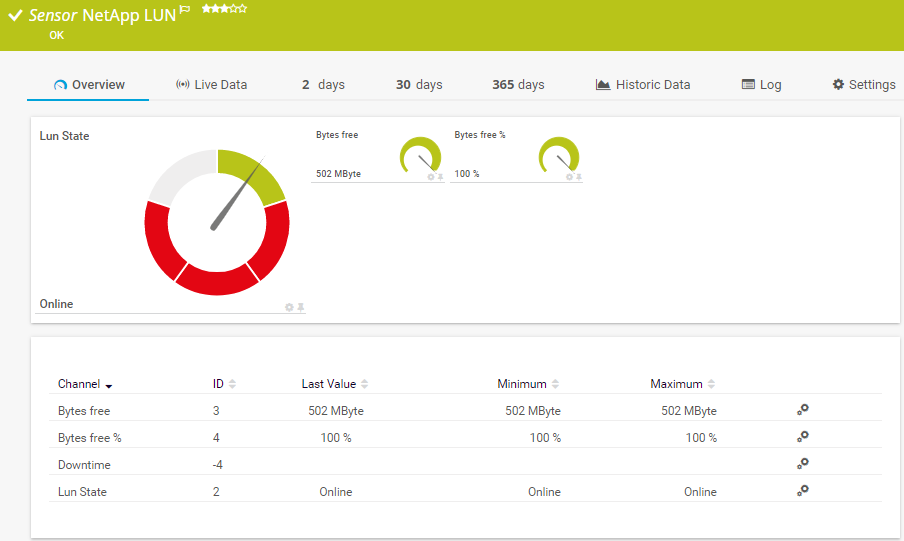 Sensor NetApp LUN
OK
Overview Live Data 2 days 30 days 365 days Historic Data Log Settings
Lun State
Bytes free Bytes free %
502 MByte 100 %
Online
Channel ID Last Value Minimum Maximum
Bytes free 3 502 MByte 502 MByte 502 MByte
Bytes free % 4 100 % 100 % 100 %
Downtime -4
Lun State 2 Online Online Online